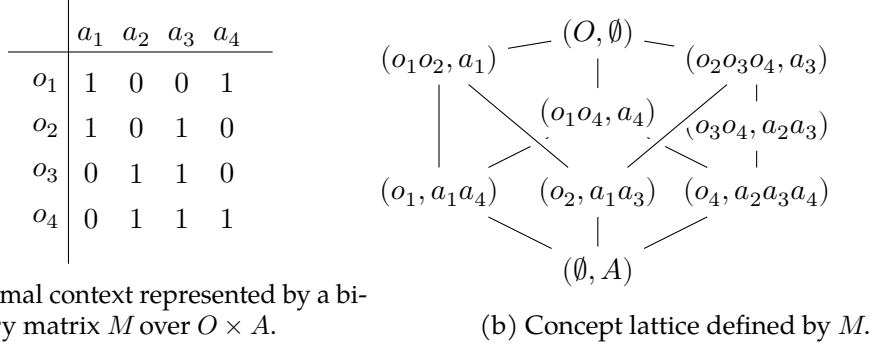 a₁ a₂ a₃ a₄
o₁ 1 0 0 1
o₂ 1 0 1 0
o₃ 0 1 1 0
o₄ 0 1 1 1
mal context represented by a bi-
ry matrix M over O × A.
(O, ∅)
(o₁o₂, a₁) (o₂o₃o₄, a₃)
(o₁o₄, a₄) (o₃o₄, a₂a₃)
(o₁, a₁a₄) (o₂, a₁a₃) (o₄, a₂a₃a₄)
(∅, A)
(b) Concept lattice defined by M.